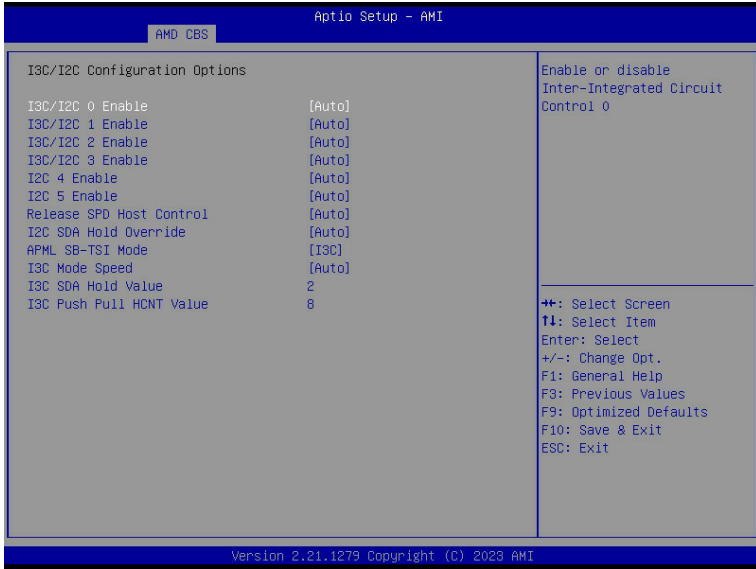 Aptio Setup - AMI
AMD CBS
I3C/I2C Configuration Options
I3C/I2C 0 Enable [Auto]
I3C/I2C 1 Enable [Auto]
I3C/I2C 2 Enable [Auto]
I3C/I2C 3 Enable [Auto]
I2C 4 Enable [Auto]
I2C 5 Enable [Auto]
Release SPD Host Control [Auto]
I2C SDA Hold Override [Auto]
APML SB-TSI Mode [I3C]
I3C Mode Speed [Auto]
I3C SDA Hold Value 2
I3C Push Pull HCNT Value 8
Enable or disable
Inter-Integrated Circuit
Control 0
→←: Select Screen
↑↓: Select Item
Enter: Select
+/-: Change Opt.
F1: General Help
F3: Previous Values
F9: Optimized Defaults
F10: Save & Exit
ESC: Exit
Version 2.21.1279 Copyright (C) 2023 AMI